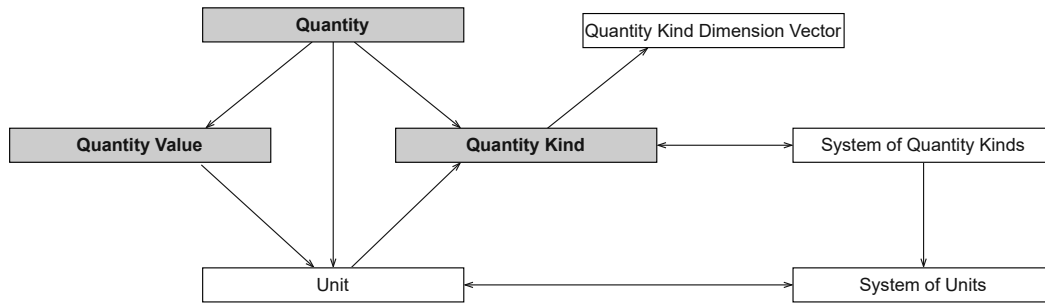 Quantity
Quantity Kind Dimension Vector
Quantity Value
Quantity Kind
System of Quantity Kinds
Unit
System of Units